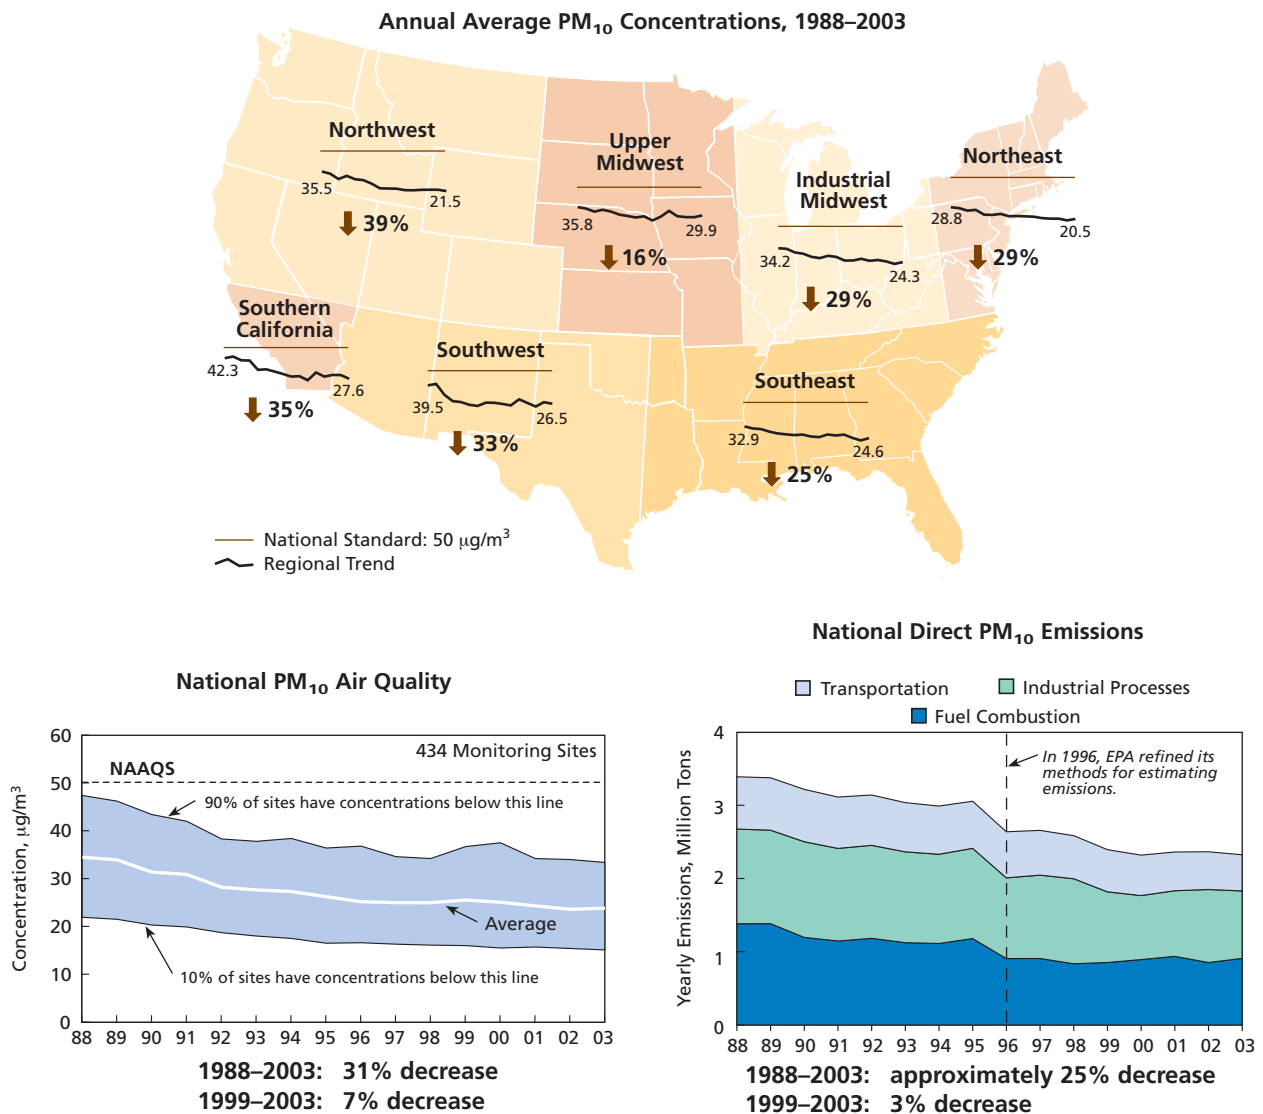 Annual Average PM₁₀ Concentrations, 1988–2003
Northwest
35.5
21.5
39%
Upper
Midwest
35.8
29.9
16%
Industrial
Midwest
34.2
24.3
29%
Northeast
28.8
20.5
29%
Southern
California
42.3
27.6
35%
Southwest
39.5
26.5
33%
Southeast
32.9
24.6
25%
National Standard: 50 µg/m³
Regional Trend
National PM₁₀ Air Quality
434 Monitoring Sites
NAAQS
90% of sites have concentrations below this line
Average
10% of sites have concentrations below this line
Concentration, µg/m³
60
50
40
30
20
10
0
88 89 90 91 92 93 94 95 96 97 98 99 00 01 02 03
1988–2003: 31% decrease
1999–2003: 7% decrease
National Direct PM₁₀ Emissions
Transportation
Industrial Processes
Fuel Combustion
In 1996, EPA refined its
methods for estimating
emissions.
Yearly Emissions, Million Tons
4
3
2
1
0
88 89 90 91 92 93 94 95 96 97 98 99 00 01 02 03
1988–2003: approximately 25% decrease
1999–2003: 3% decrease